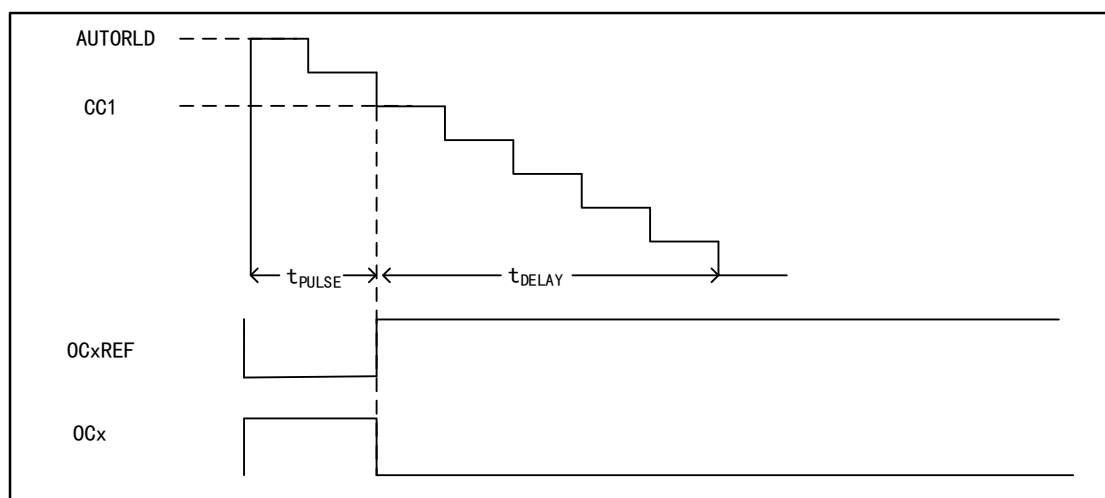 AUTORLD
CC1
tPULSE
tDELAY
OCxREF
OCx